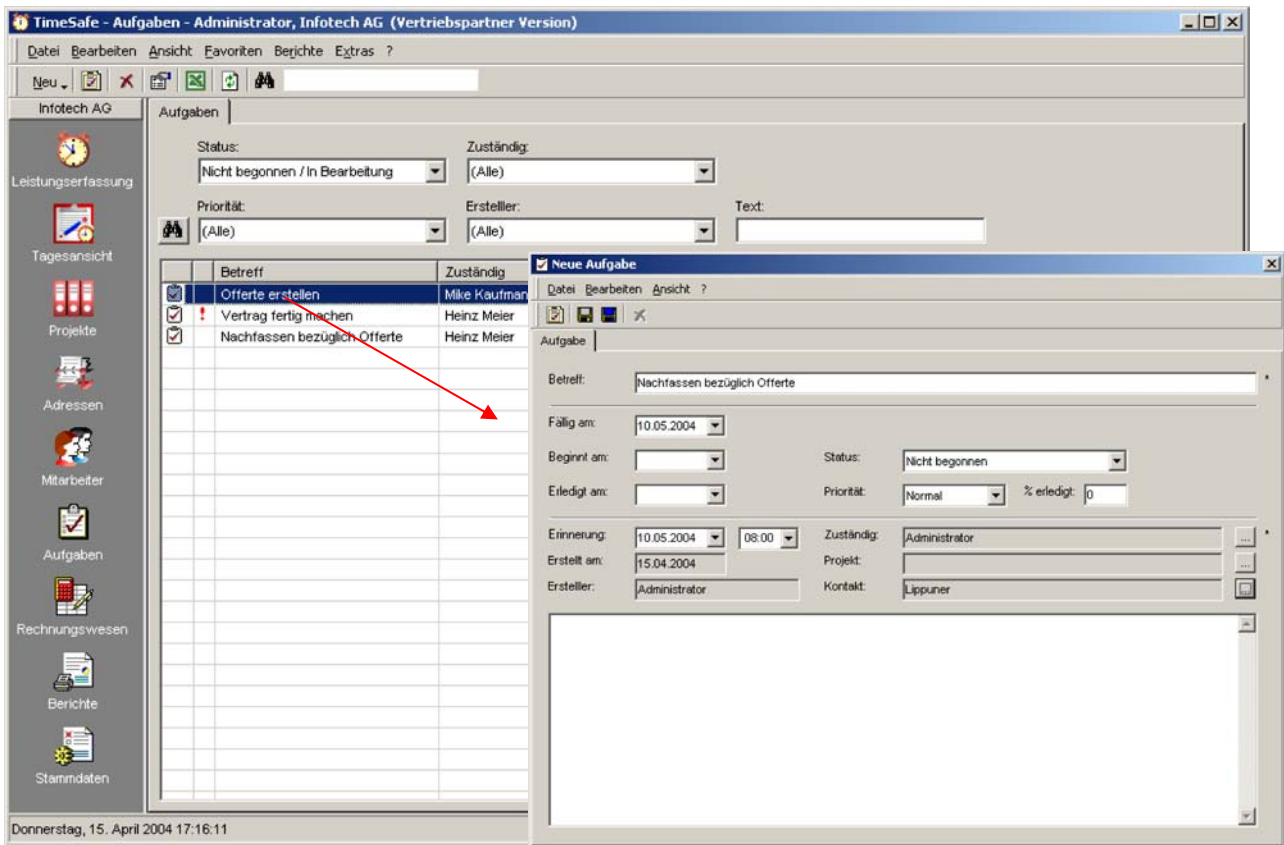 TimeSafe - Aufgaben - Administrator, Infotech AG (Vertriebspartner Version)
Datei Bearbeiten Ansicht Favoriten Berichte Extras ?
Neu
Infotech AG
Leistungserfassung
Tagesansicht
Projekte
Adressen
Mitarbeiter
Aufgaben
Rechnungswesen
Berichte
Stammdaten
Aufgaben
Status: Zuständig:
Nicht begonnen / In Bearbeitung (Alle)
Priorität: Erstelller: Text:
(Alle) (Alle)
Betreff Zuständig
Offerte erstellen Mike Kaufman
! Vertrag fertig machen Heinz Meier
Nachfassen bezüglich Offerte Heinz Meier
Neue Aufgabe
Datei Bearbeiten Ansicht ?
Aufgabe
Betreff: Nachfassen bezüglich Offerte *
Fällig am: 10.05.2004
Beginnt am: Status: Nicht begonnen
Erledigt am: Priorität: Normal % erledigt: 0
Erinnerung: 10.05.2004 08:00 Zuständig: Administrator ... *
Erstellt am: 15.04.2004 Projekt: ...
Ersteller: Administrator Kontakt: Lippuner ...
Donnerstag, 15. April 2004 17:16:11